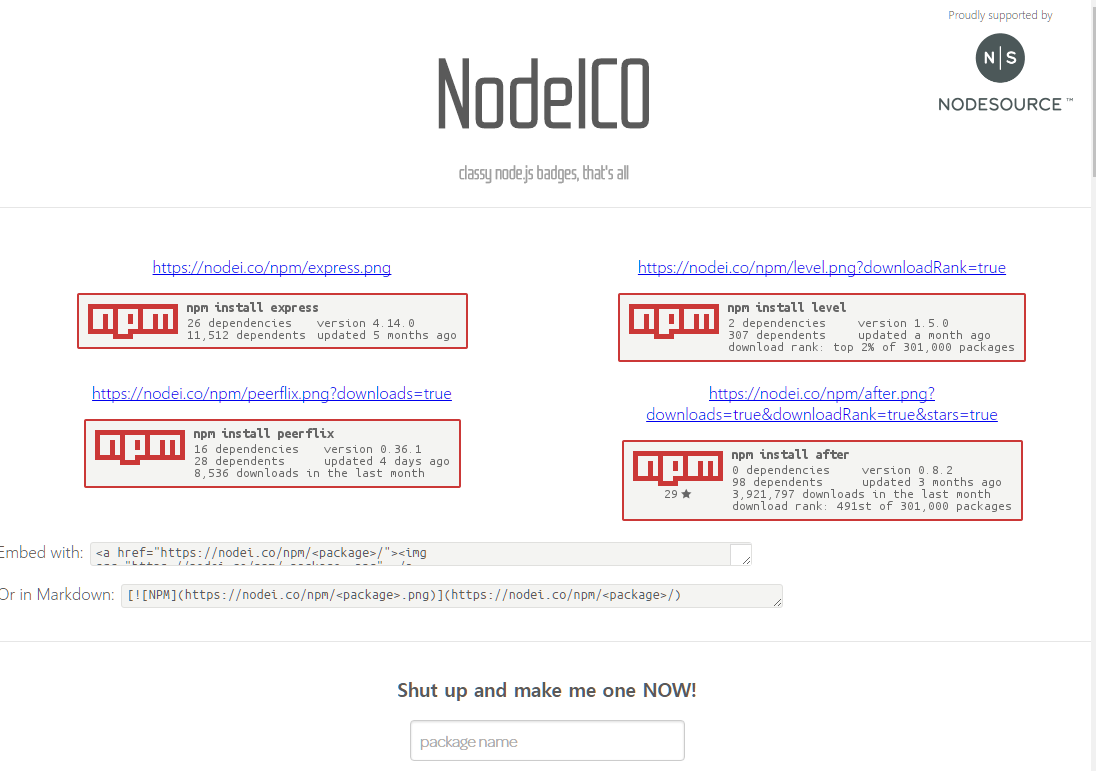 Proudly supported by
N|S
NODESOURCE™
NodeICO
classy node.js badges, that's all
https://nodei.co/npm/express.png
npm
npm install express
26 dependencies version 4.14.0
11,512 dependents updated 5 months ago
https://nodei.co/npm/level.png?downloadRank=true
npm
npm install level
2 dependencies version 1.5.0
307 dependents updated a month ago
download rank: top 2% of 301,000 packages
https://nodei.co/npm/peerflix.png?downloads=true
npm
npm install peerflix
16 dependencies version 0.36.1
28 dependents updated 4 days ago
8,536 downloads in the last month
https://nodei.co/npm/after.png?
downloads=true&downloadRank=true&stars=true
npm
29 ★
npm install after
0 dependencies version 0.8.2
98 dependents updated 3 months ago
3,921,797 downloads in the last month
download rank: 491st of 301,000 packages
Embed with: <a href="https://nodei.co/npm/<package>/"><img
Or in Markdown: [![NPM](https://nodei.co/npm/<package>.png)](https://nodei.co/npm/<package>/)
Shut up and make me one NOW!
package name